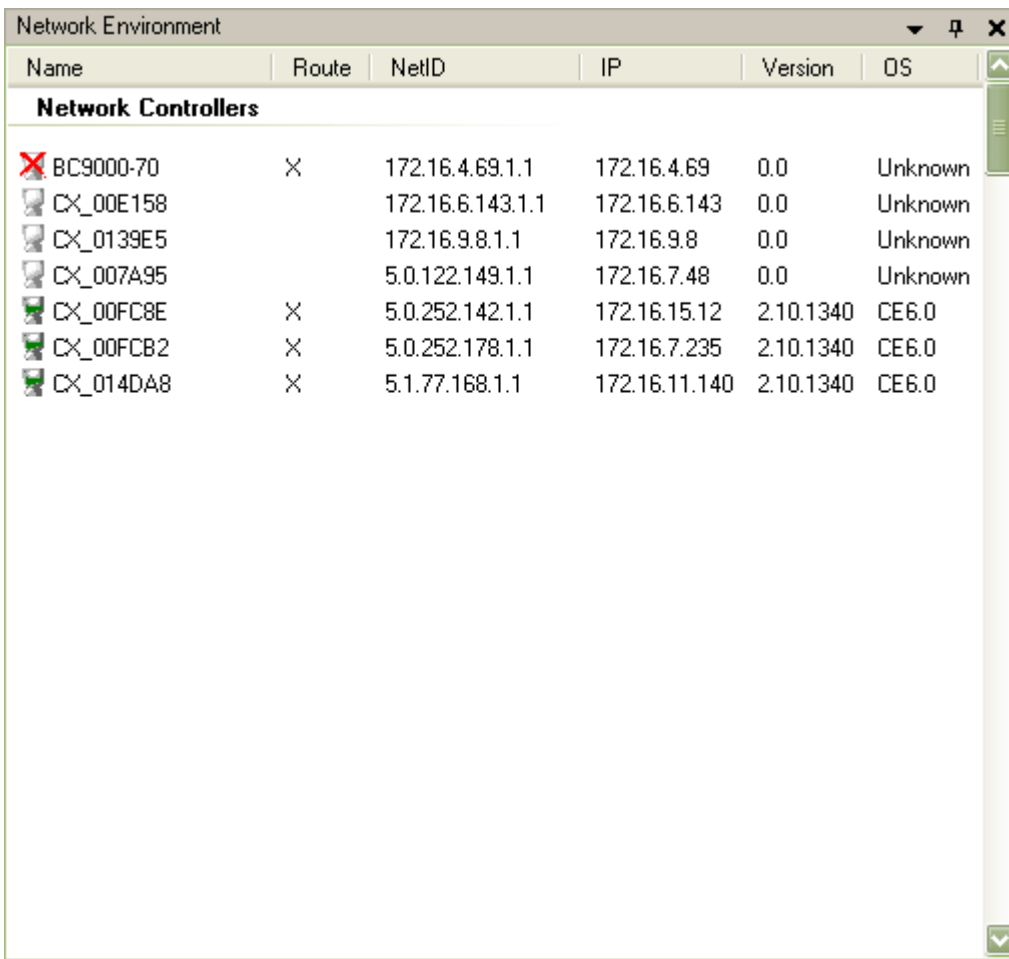 Network Environment
Name Route NetID IP Version OS
Network Controllers
BC9000-70 X 172.16.4.69.1.1 172.16.4.69 0.0 Unknown
CX_00E158 172.16.6.143.1.1 172.16.6.143 0.0 Unknown
CX_0139E5 172.16.9.8.1.1 172.16.9.8 0.0 Unknown
CX_007A95 5.0.122.149.1.1 172.16.7.48 0.0 Unknown
CX_00FC8E X 5.0.252.142.1.1 172.16.15.12 2.10.1340 CE6.0
CX_00FCB2 X 5.0.252.178.1.1 172.16.7.235 2.10.1340 CE6.0
CX_014DA8 X 5.1.77.168.1.1 172.16.11.140 2.10.1340 CE6.0